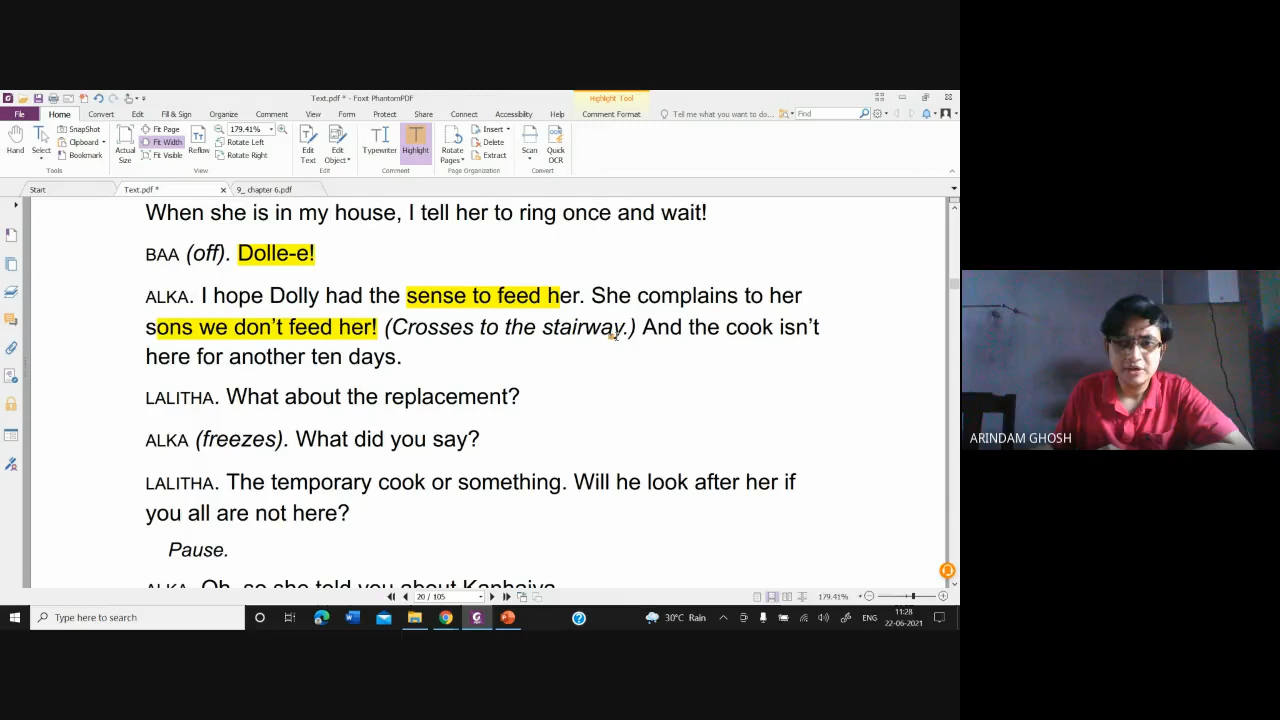 Text.pdf * - Foxit PhantomPDF
Highlight Tool
File Home Convert Edit Fill & Sign Organize Comment View Form Protect Share Connect Accessibility Help Comment Format Tell me what you want to do... Find
SnapShot Clipboard Bookmark
Hand Select Actual Size Fit Page Fit Width Fit Visible Reflow 179.41% Rotate Left Rotate Right
Edit Text Edit Object Typewriter Highlight Rotate Pages Insert Delete Extract Scan Quick OCR
Tools View Edit Comment Page Organization Convert
Start Text.pdf * 9_ chapter 6.pdf
When she is in my house, I tell her to ring once and wait!
BAA (off). Dolle-e!
ALKA. I hope Dolly had the sense to feed her. She complains to her
sons we don’t feed her! (Crosses to the stairway.) And the cook isn’t
here for another ten days.
LALITHA. What about the replacement?
ALKA (freezes). What did you say?
LALITHA. The temporary cook or something. Will he look after her if
you all are not here?
Pause.
ALKA. Oh, so she told you about Kanhaiya.
20 / 105 179.41%
Type here to search 30°C Rain ENG 11:28
22-06-2021
ARINDAM GHOSH